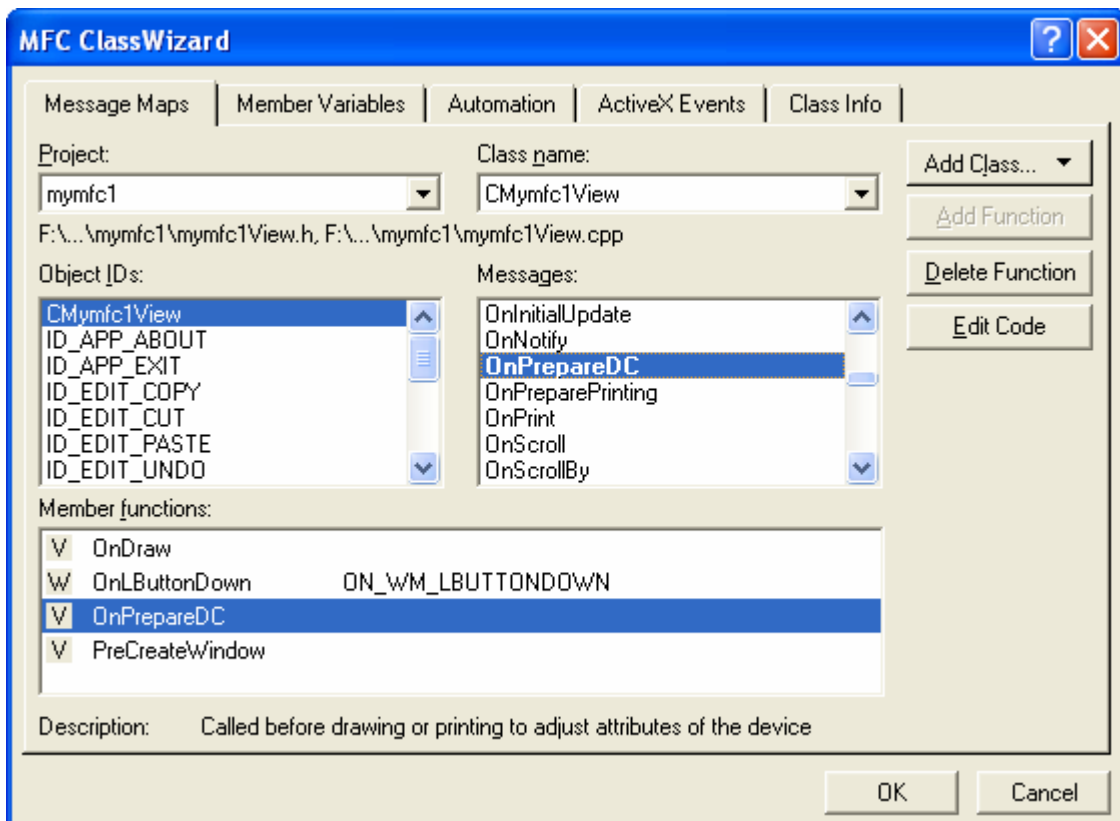 MFC ClassWizard
Message Maps Member Variables Automation ActiveX Events Class Info
Project:
mymfc1
Class name:
CMymfc1View
F:\...\mymfc1\mymfc1View.h, F:\...\mymfc1\mymfc1View.cpp
Object IDs:
CMymfc1View
ID_APP_ABOUT
ID_APP_EXIT
ID_EDIT_COPY
ID_EDIT_CUT
ID_EDIT_PASTE
ID_EDIT_UNDO
Messages:
OnInitialUpdate
OnNotify
OnPrepareDC
OnPreparePrinting
OnPrint
OnScroll
OnScrollBy
Add Class...
Add Function
Delete Function
Edit Code
Member functions:
V OnDraw
W OnLButtonDown ON_WM_LBUTTONDOWN
V OnPrepareDC
V PreCreateWindow
Description: Called before drawing or printing to adjust attributes of the device
OK Cancel